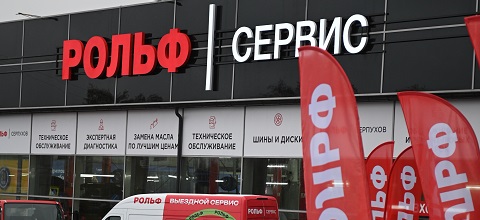 РОЛЬФ | СЕРВИС
РОЛЬФ | СЕРПУХОВ
ТЕХНИЧЕСКОЕ
ОБСЛУЖИВАНИЕ
ЭКСПЕРТНАЯ
ДИАГНОСТИКА
ЗАМЕНА МАСЛА
ПО ЛУЧШИМ ЦЕНАМ
ТЕХНИЧЕСКОЕ
ОБСЛУЖИВАНИЕ
ШИНЫ И ДИСКИ
РОЛЬФ ВЫЕЗДНОЙ СЕРВИС
РОЛЬФ
РОЛЬФ